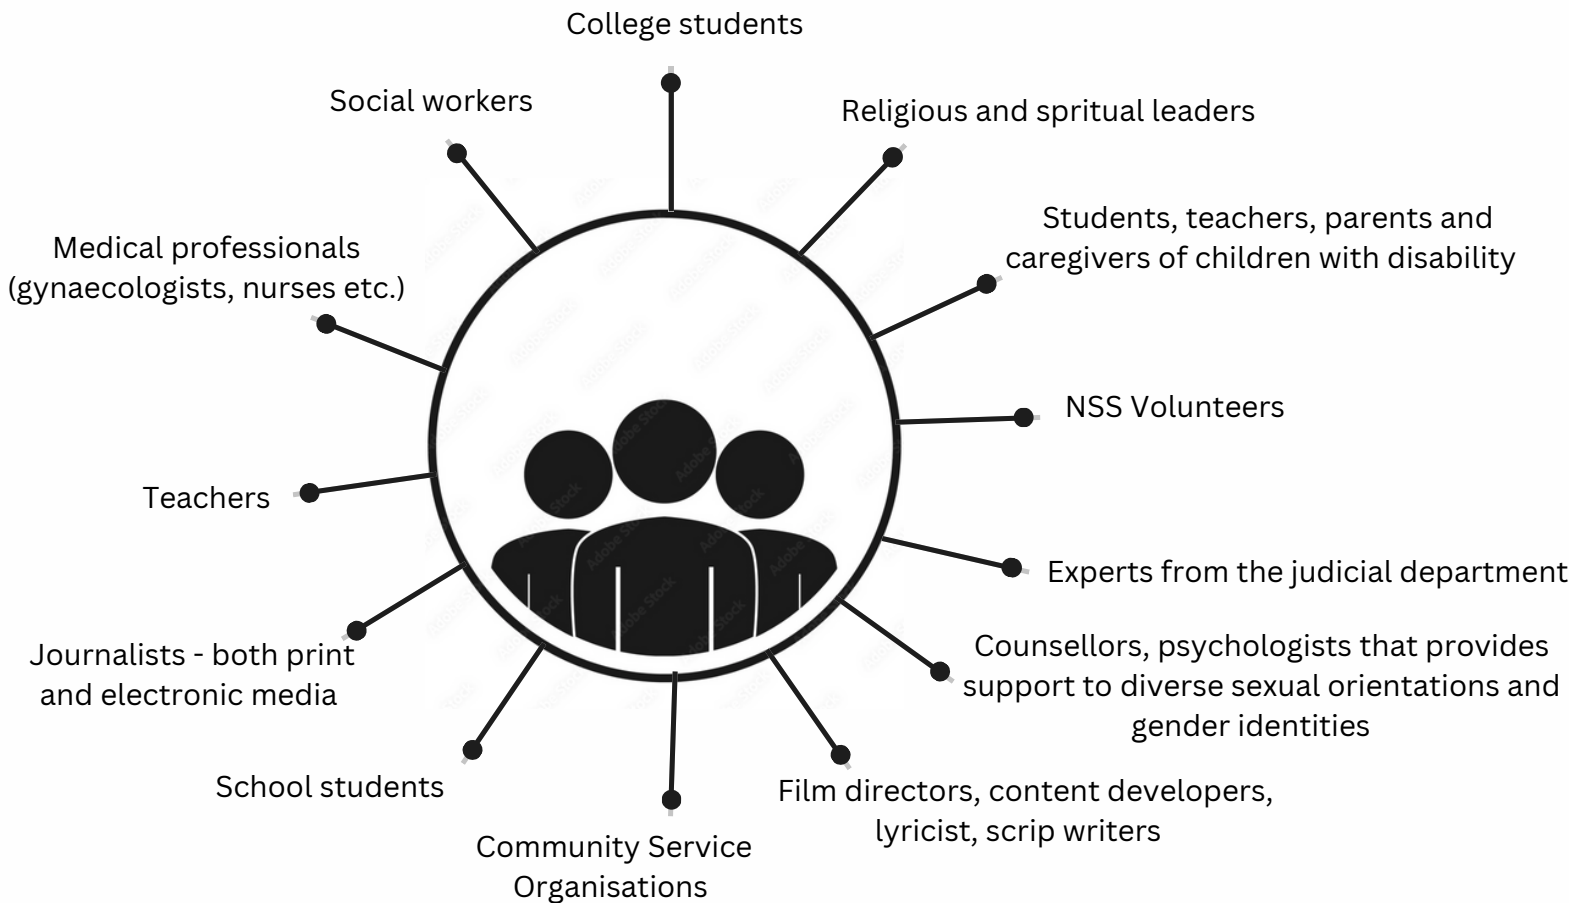 College students
Social workers
Religious and spritual leaders
Students, teachers, parents and
caregivers of children with disability
Medical professionals
(gynaecologists, nurses etc.)
NSS Volunteers
Teachers
Experts from the judicial department
Counsellors, psychologists that provides
support to diverse sexual orientations and
gender identities
Journalists - both print
and electronic media
School students
Film directors, content developers,
lyricist, scrip writers
Community Service
Organisations
Adobe Stock